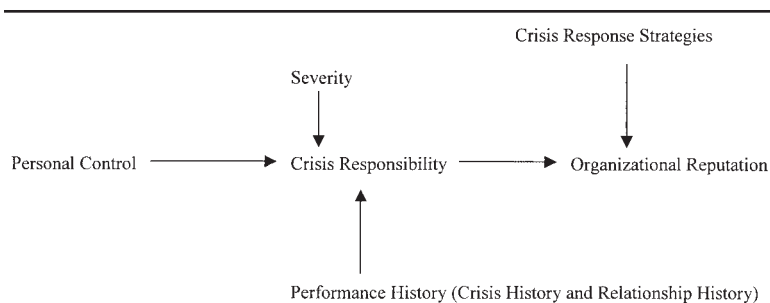 Crisis Response Strategies
Severity
Personal Control
Crisis Responsibility
Organizational Reputation
Performance History (Crisis History and Relationship History)